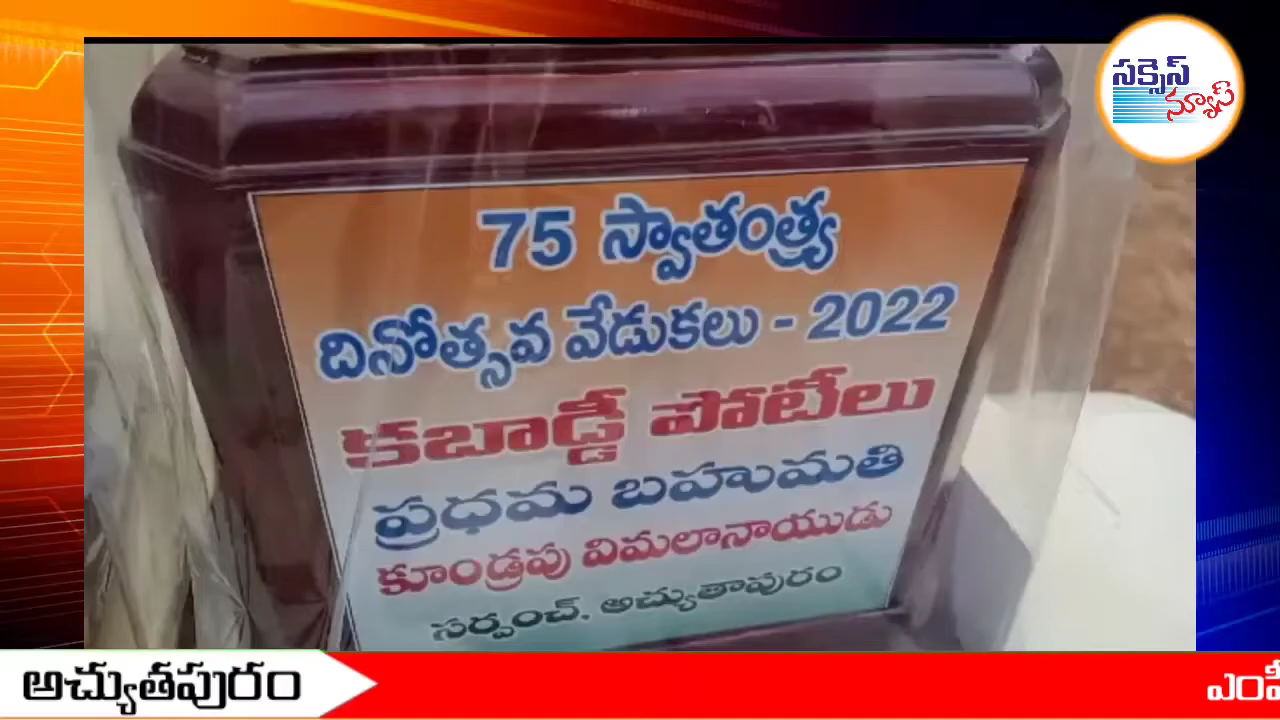 సక్సెస్
న్యూస్
75 స్వాతంత్ర్య
దినోత్సవ వేడుకలు - 2022
కబాడ్డీ పోటీలు
ప్రధమ బహుమతి
కూండ్రపు విమలానాయుడు
సర్పంచ్. అచ్యుతాపురం
అచ్యుతపురం